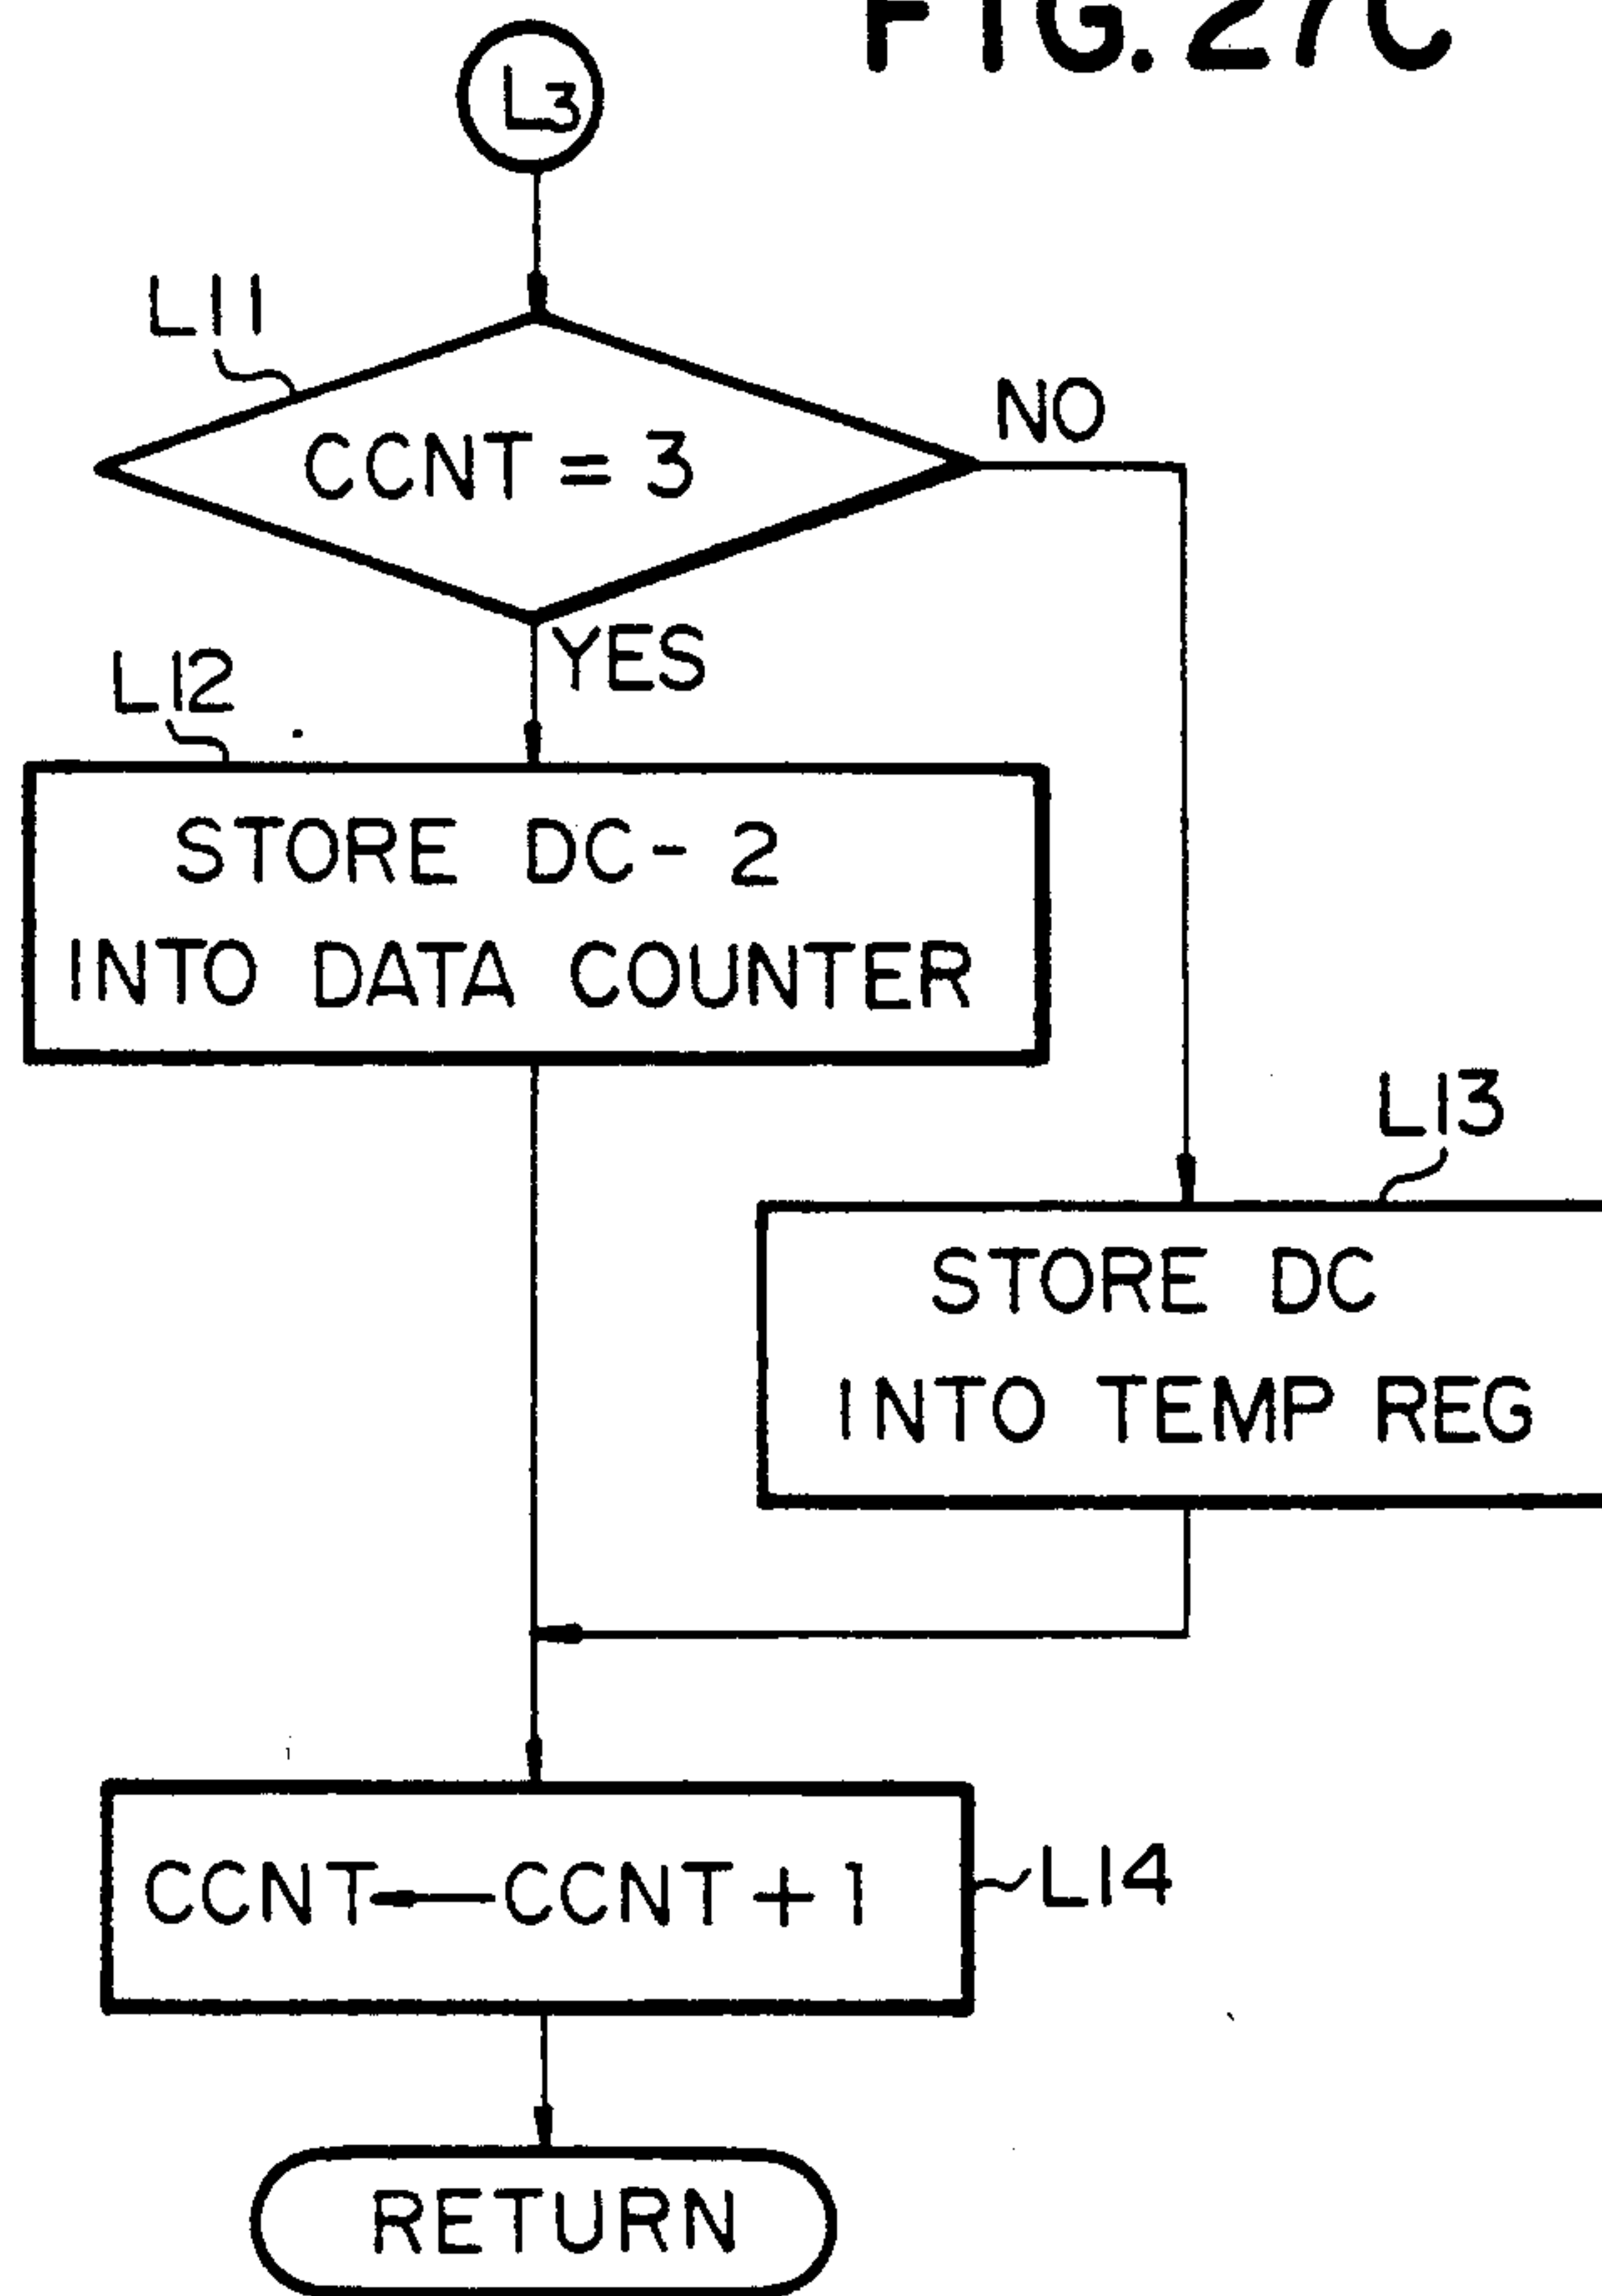 FIG.27C
L3
L11
CCNT = 3
NO
YES
L12
STORE DC-2
INTO DATA COUNTER
L13
STORE DC
INTO TEMP REG
CCNT←CCNT+1
L14
RETURN